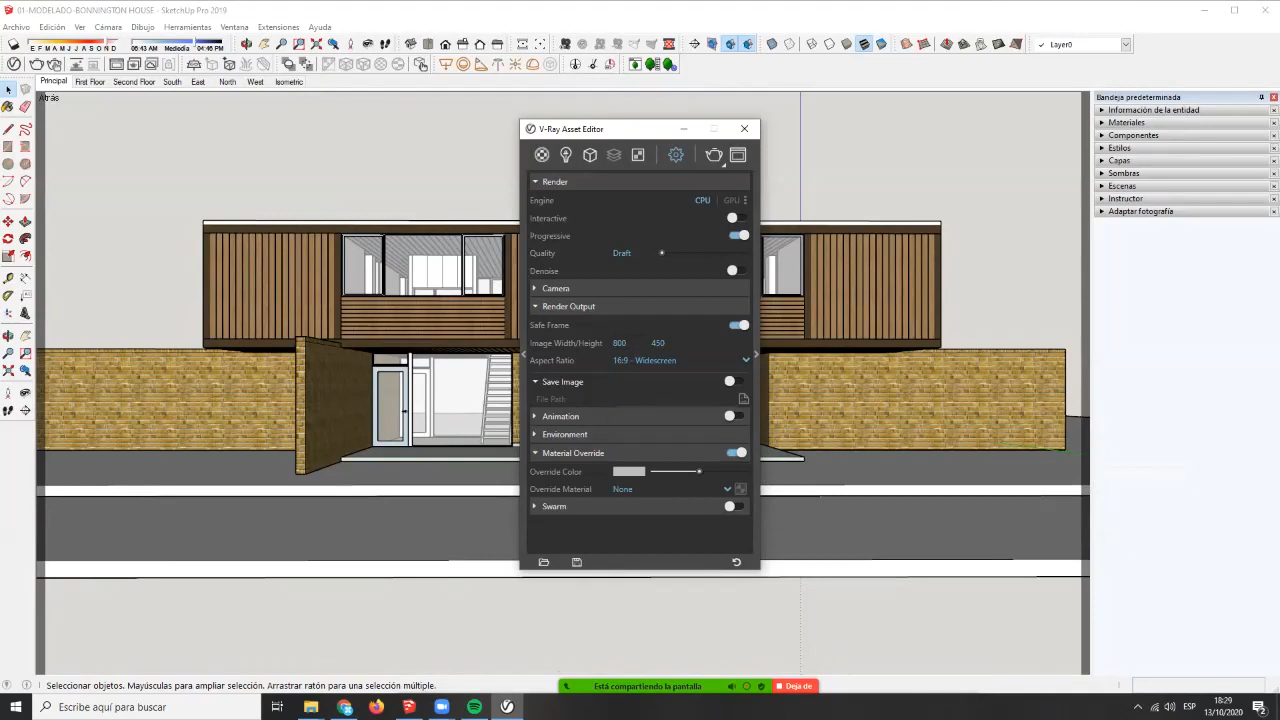 01-MODELADO-BONNINGTON HOUSE - SketchUp Pro 2019
Archivo Edición Ver Cámara Dibujo Herramientas Ventana Extensiones Ayuda
E F M A M J J A S O N D 06:43 AM Mediodía 04:46 PM Layer0
Principal First Floor Second Floor South East North West Isometric
Atrás
Bandeja predeterminada
Información de la entidad
Materiales
Componentes
Estilos
Capas
Sombras
Escenas
Instructor
Adaptar fotografía
V-Ray Asset Editor
Render
Engine CPU GPU
Interactive
Progressive
Quality Draft
Denoise
Camera
Render Output
Safe Frame
Image Width/Height 800 450
Aspect Ratio 16:9 - Widescreen
Save Image
File Path
Animation
Environment
Material Override
Override Color
Override Material None
Swarm
Seleccionar objetos. Mayúsculas para ampliar selección. Arrastrar ratón para una selección múltiple.
Está compartiendo la pantalla Deja de
Escribe aquí para buscar
ESP
18:29
13/10/2020
2